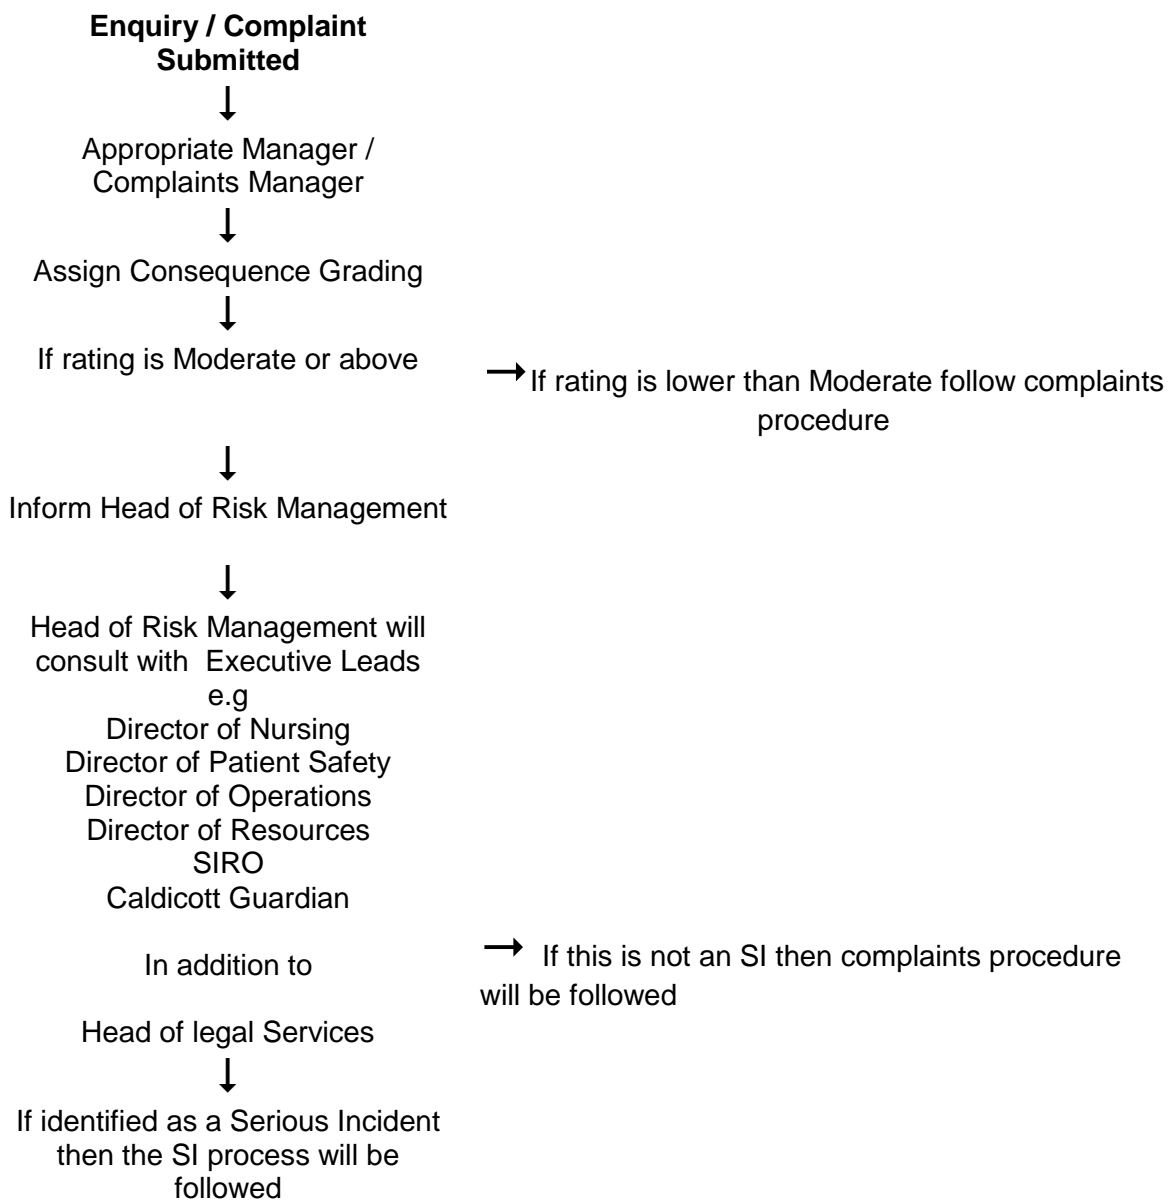 Enquiry / Complaint
Submitted
Appropriate Manager /
Complaints Manager
Assign Consequence Grading
If rating is Moderate or above
If rating is lower than Moderate follow complaints
procedure
Inform Head of Risk Management
Head of Risk Management will
consult with Executive Leads
e.g
Director of Nursing
Director of Patient Safety
Director of Operations
Director of Resources
SIRO
Caldicott Guardian
In addition to
If this is not an SI then complaints procedure
will be followed
Head of legal Services
If identified as a Serious Incident
then the SI process will be
followed